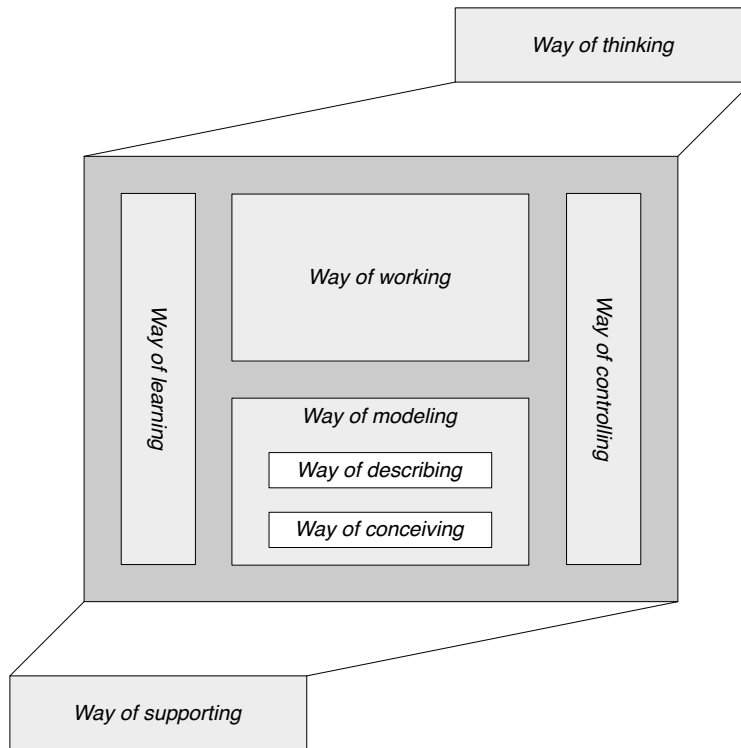 Way of thinking
Way of working
Way of learning
Way of controlling
Way of modeling
Way of describing
Way of conceiving
Way of supporting